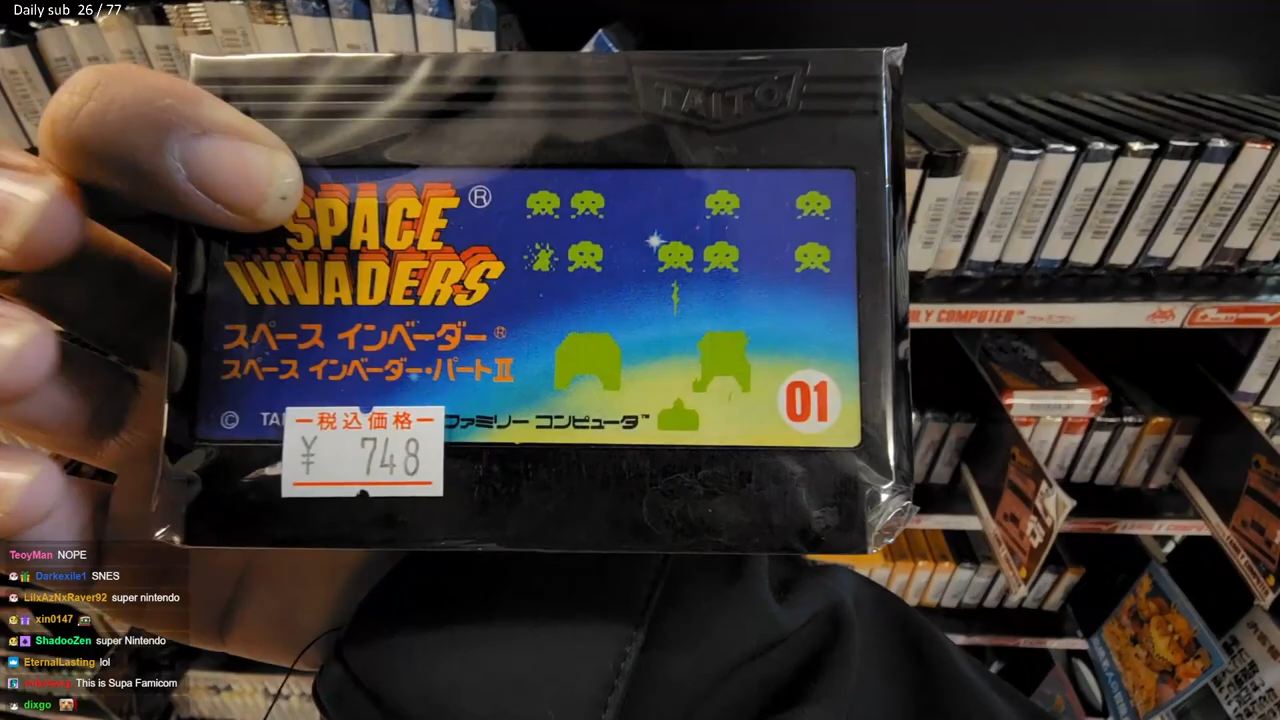 Daily sub 26 / 77
TAITO
SPACE ®
INVADERS
スペース インベーダー®
スペース インベーダー・パートⅡ
©
ファミリー コンピュータ™
01
税込価格
¥ 748
COMPUTER™
TeoyMan NOPE
Darkexile1 SNES
LilxAzNxRaver92 super nintendo
xin0147
ShadooZen super Nintendo
EternalLasting lol
This is Supa Famicom
dixgo